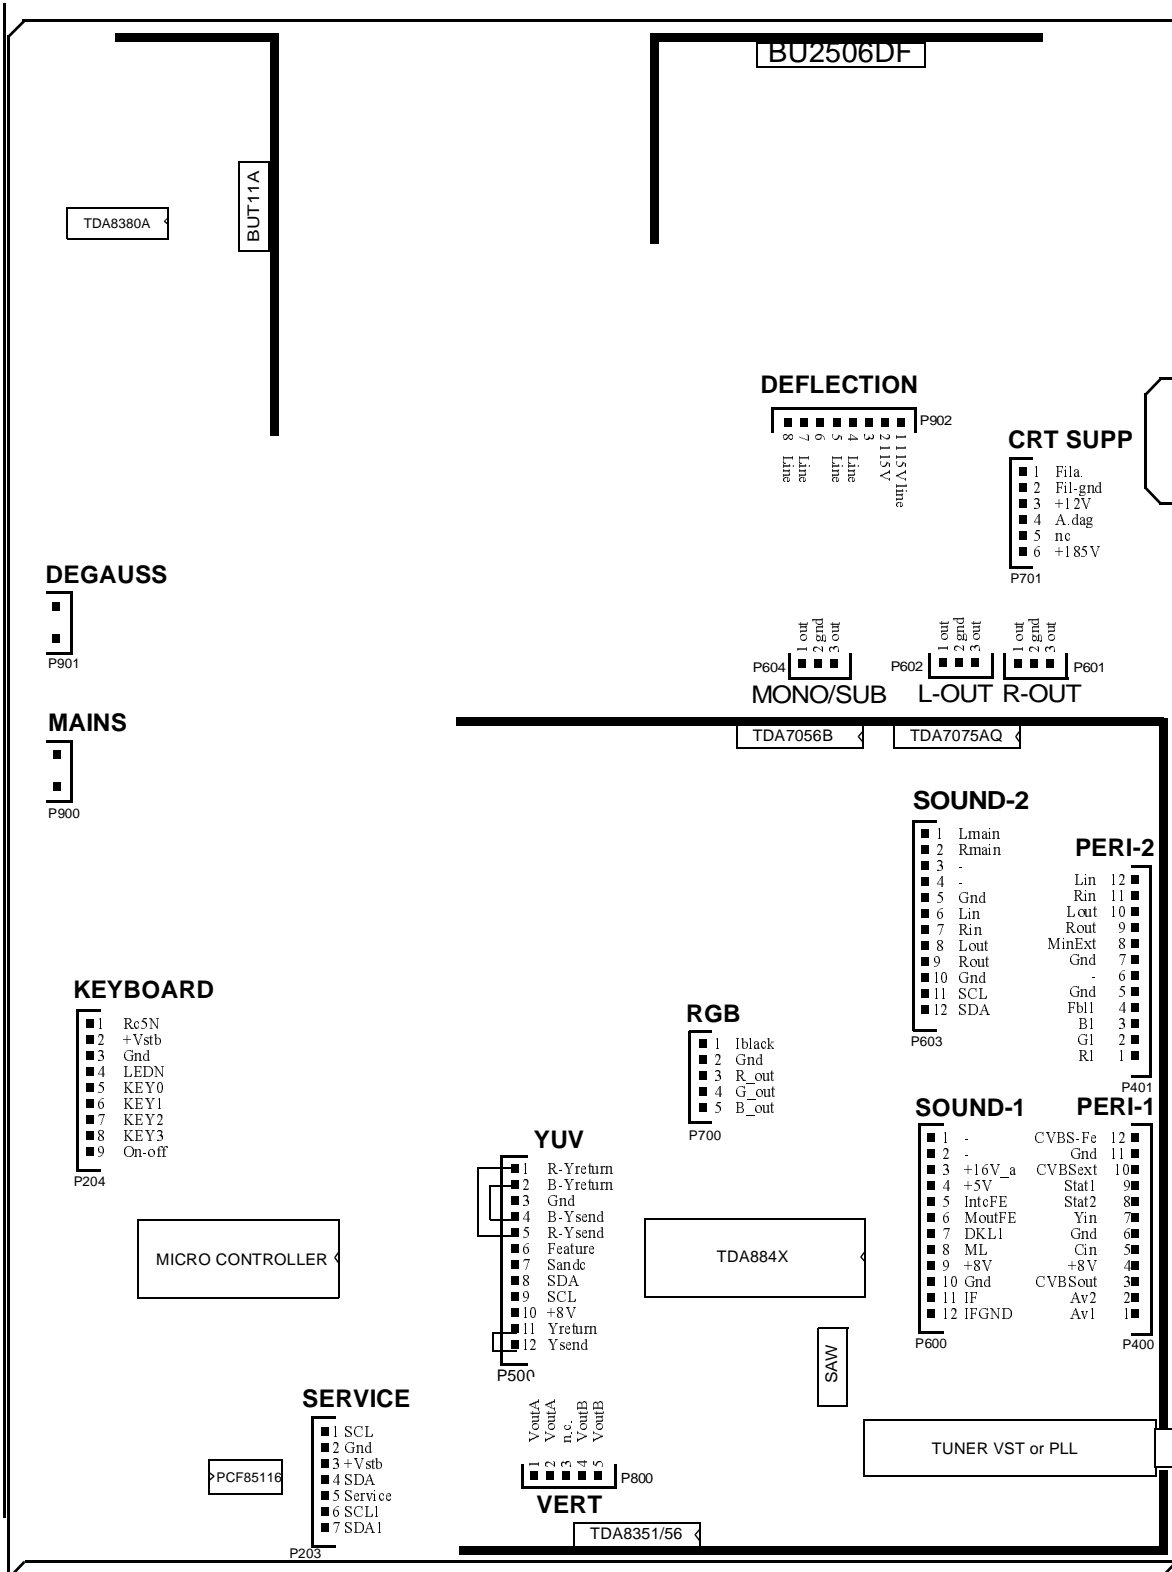 BU2506DF
BUT11A
TDA8380A
DEFLECTION
P902
8 Line
7 Line
6
5 Line
4 Line
3
2 115V
1 115V line
CRT SUPP
1 Fila.
2 Fil-gnd
3 +12V
4 A.dag
5 nc
6 +185V
P701
DEGAUSS
P901
MAINS
P900
1 out
2 gnd
3 out
P604
MONO/SUB
1 out
2 gnd
3 out
P602
L-OUT
1 out
2 gnd
3 out
P601
R-OUT
TDA7056B
TDA7075AQ
SOUND-2
1 Lmain
2 Rmain
3 -
4 -
5 Gnd
6 Lin
7 Rin
8 Lout
9 Rout
10 Gnd
11 SCL
12 SDA
P603
PERI-2
Lin 12
Rin 11
Lout 10
Rout 9
MinExt 8
Gnd 7
- 6
Gnd 5
Fbl1 4
B1 3
G1 2
R1 1
P401
KEYBOARD
1 Rc5N
2 +Vstb
3 Gnd
4 LEDN
5 KEY0
6 KEY1
7 KEY2
8 KEY3
9 On-off
P204
RGB
1 Iblack
2 Gnd
3 R_out
4 G_out
5 B_out
P700
SOUND-1
1 -
2 -
3 +16V_a
4 +5V
5 IntcFE
6 MoutFE
7 DKL1
8 ML
9 +8V
10 Gnd
11 IF
12 IFGND
P600
PERI-1
CVBS-Fe 12
Gnd 11
CVBSext 10
Stat1 9
Stat2 8
Yin 7
Gnd 6
Cin 5
+8V 4
CVBSout 3
Av2 2
Av1 1
P400
YUV
1 R-Yreturn
2 B-Yreturn
3 Gnd
4 B-Ysend
5 R-Ysend
6 Feature
7 Sandc
8 SDA
9 SCL
10 +8V
11 Yreturn
12 Ysend
P500
MICRO CONTROLLER
TDA884X
SAW
SERVICE
1 SCL
2 Gnd
3 +Vstb
4 SDA
5 Service
6 SCL1
7 SDA1
P203
PCF85116
1 VoutA
2 VoutA
3 n.c.
4 VoutB
5 VoutB
P800
VERT
TUNER VST or PLL
TDA8351/56